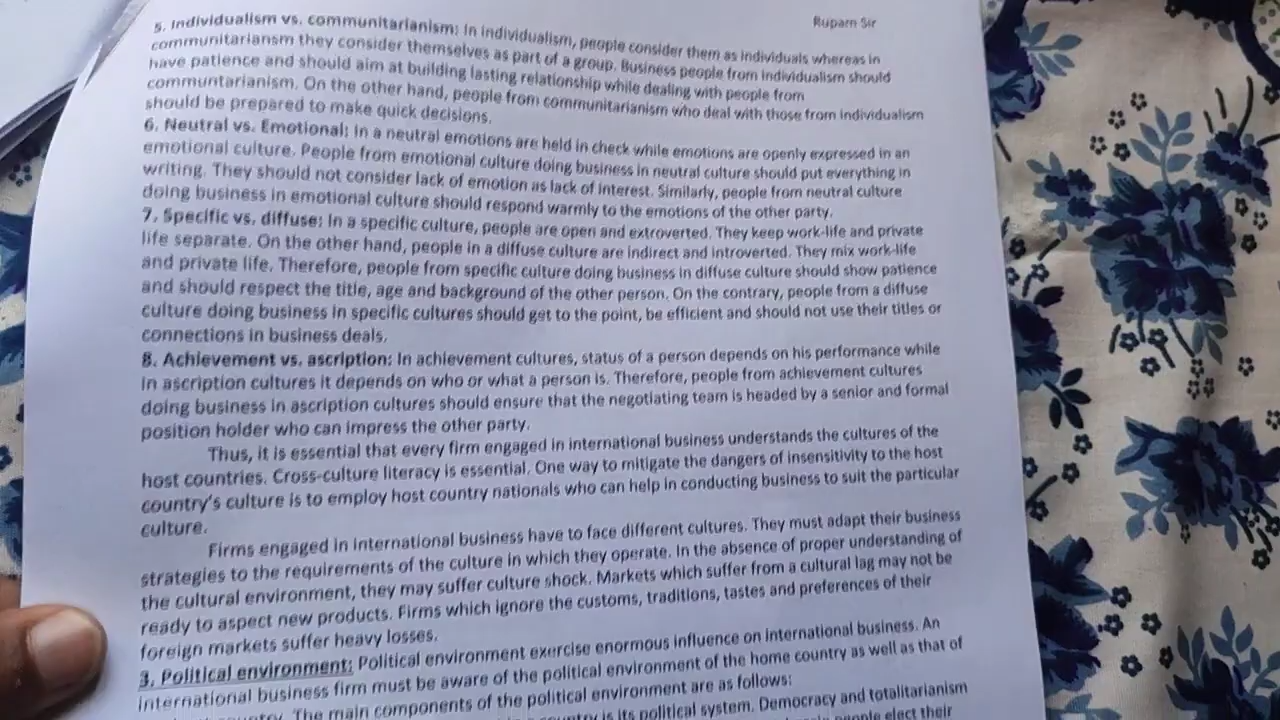 Rupam Sir
5. Individualism vs. communitarianism: In individualism, people consider them as individuals whereas in
communitariansm they consider themselves as part of a group. Business people from individualism should
have patience and should aim at building lasting relationship while dealing with people from
communtarianism. On the other hand, people from communitarianism who deal with those from individualism
should be prepared to make quick decisions.
6. Neutral vs. Emotional: In a neutral emotions are held in check while emotions are openly expressed in an
emotional culture. People from emotional culture doing business in neutral culture should put everything in
writing. They should not consider lack of emotion as lack of interest. Similarly, people from neutral culture
doing business in emotional culture should respond warmly to the emotions of the other party.
7. Specific vs. diffuse: In a specific culture, people are open and extroverted. They keep work-life and private
life separate. On the other hand, people in a diffuse culture are indirect and introverted. They mix work-life
and private life. Therefore, people from specific culture doing business in diffuse culture should show patience
and should respect the title, age and background of the other person. On the contrary, people from a diffuse
culture doing business in specific cultures should get to the point, be efficient and should not use their titles or
connections in business deals.
8. Achievement vs. ascription: In achievement cultures, status of a person depends on his performance while
in ascription cultures it depends on who or what a person is. Therefore, people from achievement cultures
doing business in ascription cultures should ensure that the negotiating team is headed by a senior and formal
position holder who can impress the other party.
Thus, it is essential that every firm engaged in international business understands the cultures of the
host countries. Cross-culture literacy is essential. One way to mitigate the dangers of insensitivity to the host
country's culture is to employ host country nationals who can help in conducting business to suit the particular
culture.
Firms engaged in international business have to face different cultures. They must adapt their business
strategies to the requirements of the culture in which they operate. In the absence of proper understanding of
the cultural environment, they may suffer culture shock. Markets which suffer from a cultural lag may not be
ready to aspect new products. Firms which ignore the customs, traditions, tastes and preferences of their
foreign markets suffer heavy losses.
3. Political environment: Political environment exercise enormous influence on international business. An
international business firm must be aware of the political environment of the home country as well as that of
The main components of the political environment are as follows:
country is its political system. Democracy and totalitarianism
people elect their